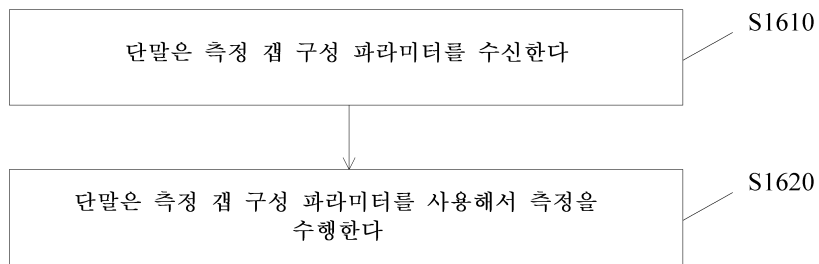 S1610
단말은 측정 갭 구성 파라미터를 수신한다
S1620
단말은 측정 갭 구성 파라미터를 사용해서 측정을
수행한다